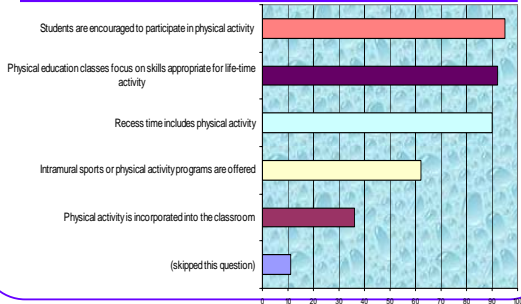 Students are encouraged to participate in physical activity
Physical education classes focus on skills appropriate for life-time
activity
Recess time includes physical activity
Intramural sports or physical activity programs are offered
Physical activity is incorporated into the classroom
(skipped this question)
0 10 20 30 40 50 60 70 80 90 100